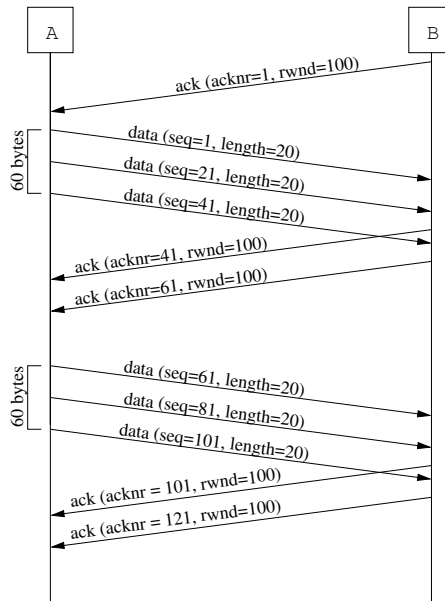 A
B
ack (acknr=1, rwnd=100)
60 bytes
data (seq=1, length=20)
data (seq=21, length=20)
data (seq=41, length=20)
ack (acknr=41, rwnd=100)
ack (acknr=61, rwnd=100)
60 bytes
data (seq=61, length=20)
data (seq=81, length=20)
data (seq=101, length=20)
ack (acknr = 101, rwnd=100)
ack (acknr = 121, rwnd=100)